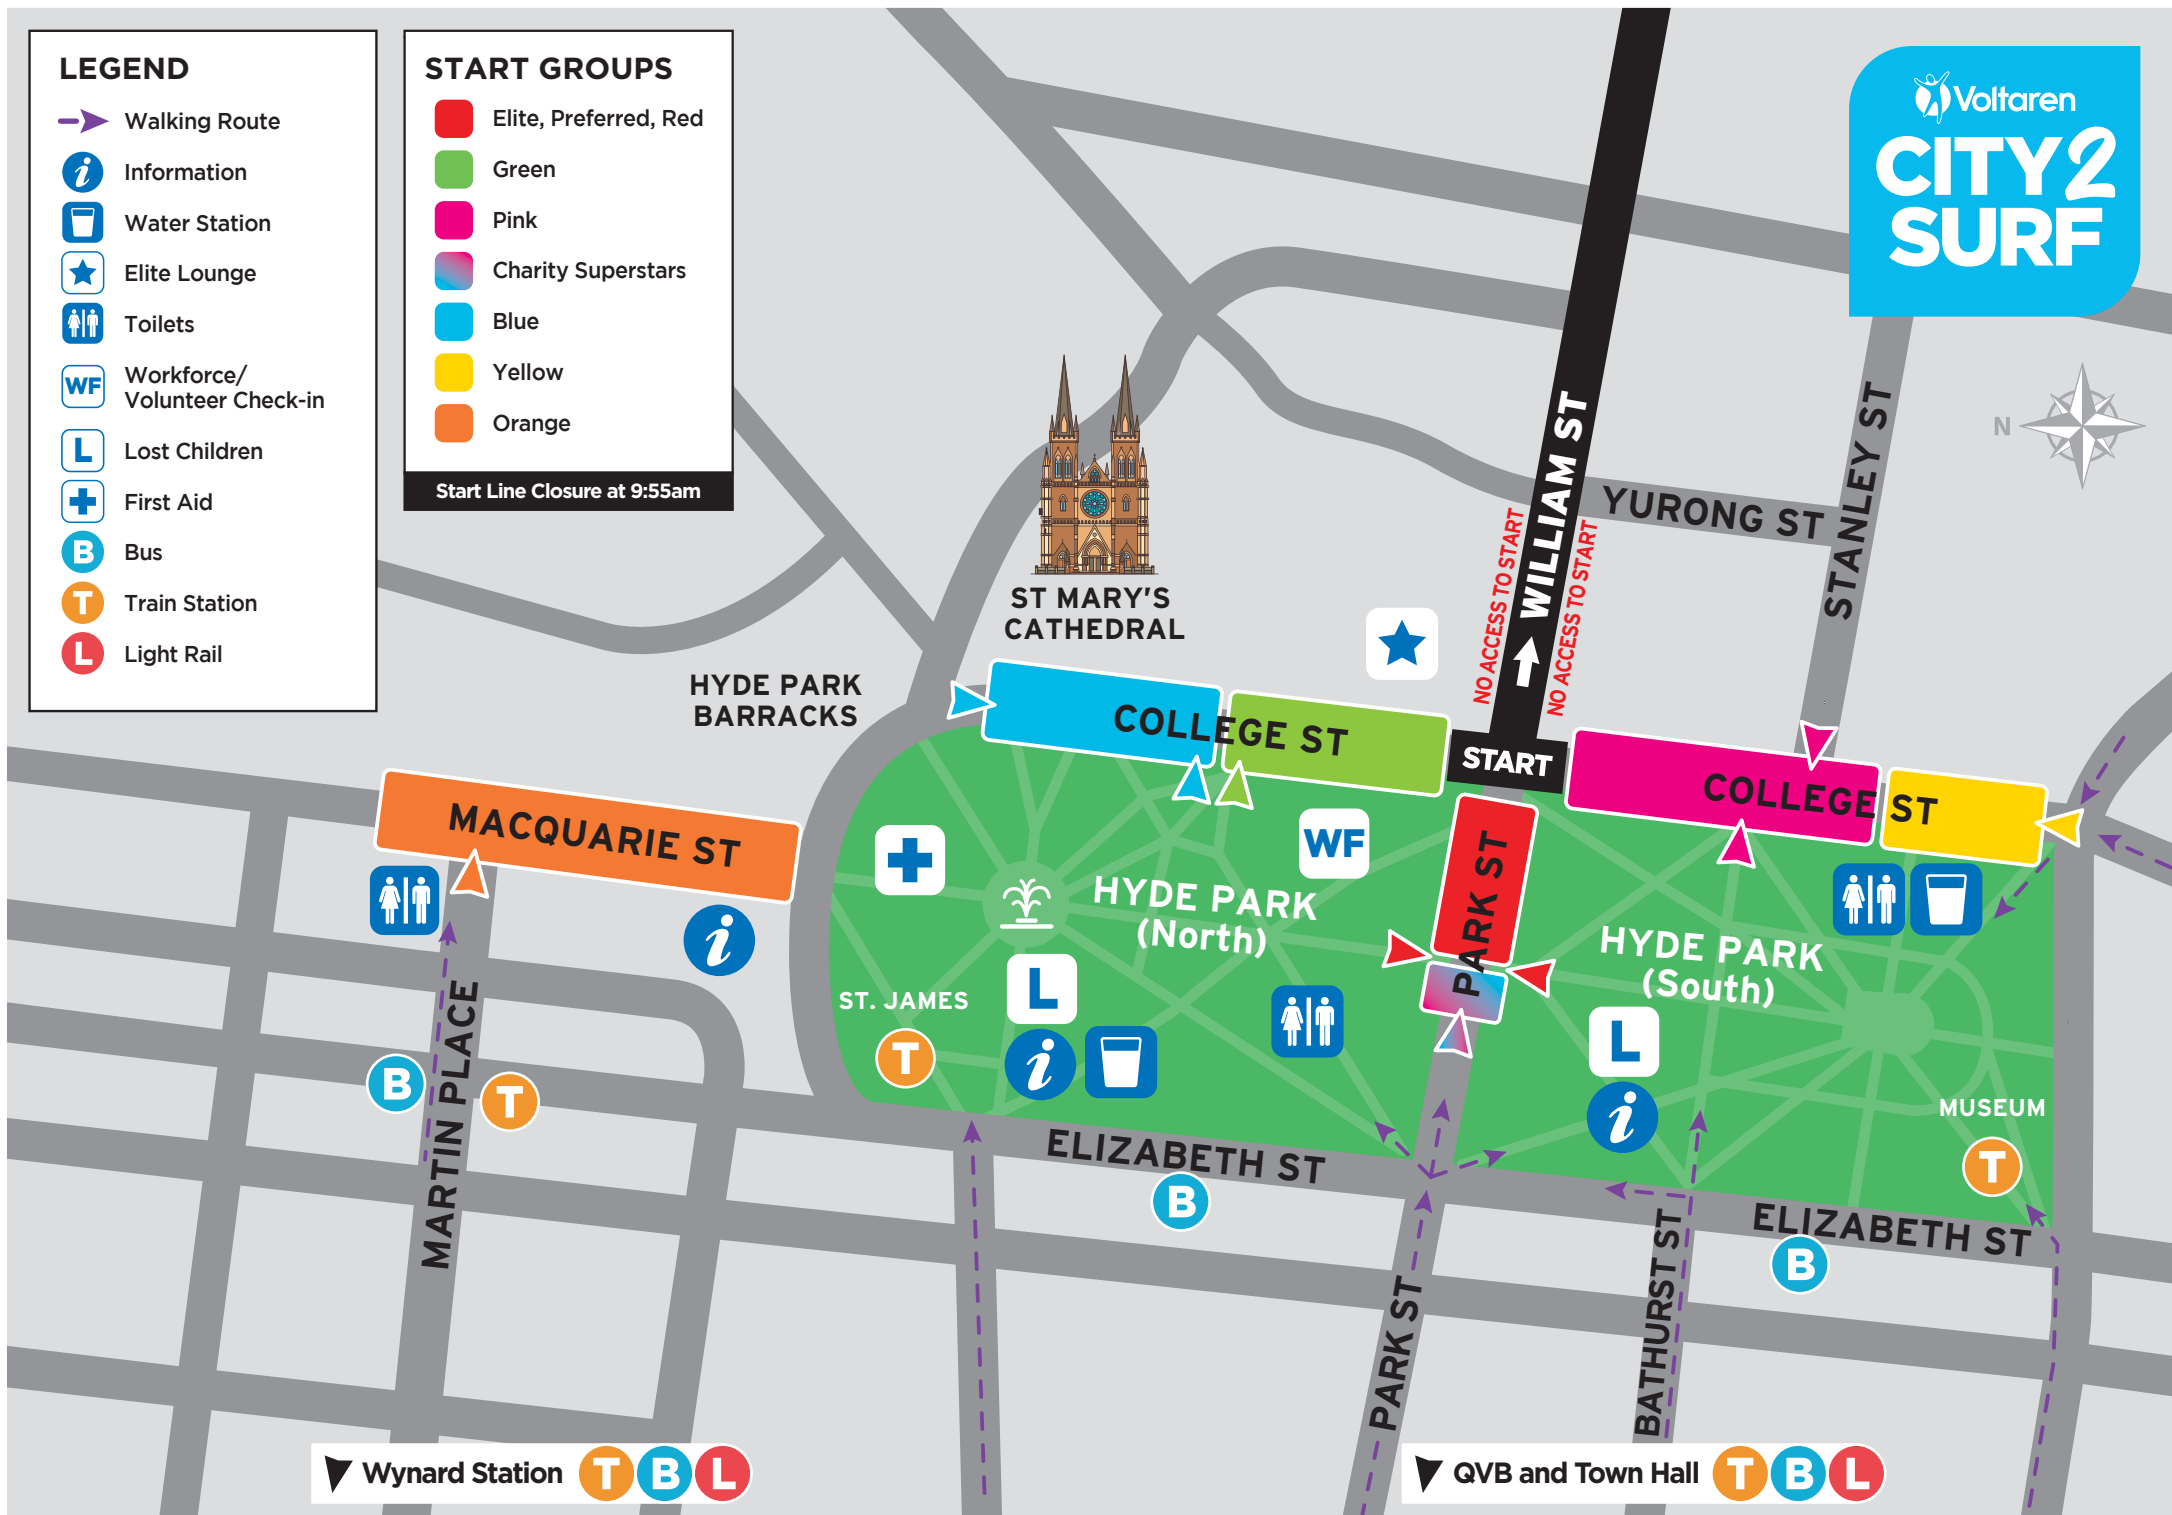 LEGEND
Walking Route
Information
Water Station
Elite Lounge
Toilets
WF
Workforce/
Volunteer Check-in
L
Lost Children
First Aid
B
Bus
T
Train Station
L
Light Rail
START GROUPS
Elite, Preferred, Red
Green
Pink
Charity Superstars
Blue
Yellow
Orange
Start Line Closure at 9:55am
Voltaren
CITY2
SURF
N
WILLIAM ST
NO ACCESS TO START
NO ACCESS TO START
YURONG ST
STANLEY ST
ST MARY'S
CATHEDRAL
HYDE PARK
BARRACKS
COLLEGE ST
START
COLLEGE ST
MACQUARIE ST
PARK ST
WF
HYDE PARK
(North)
HYDE PARK
(South)
ST. JAMES
T
L
i
i
L
i
MUSEUM
T
MARTIN PLACE
B
T
ELIZABETH ST
B
ELIZABETH ST
B
PARK ST
BATHURST ST
Wynard Station T B L
QVB and Town Hall T B L